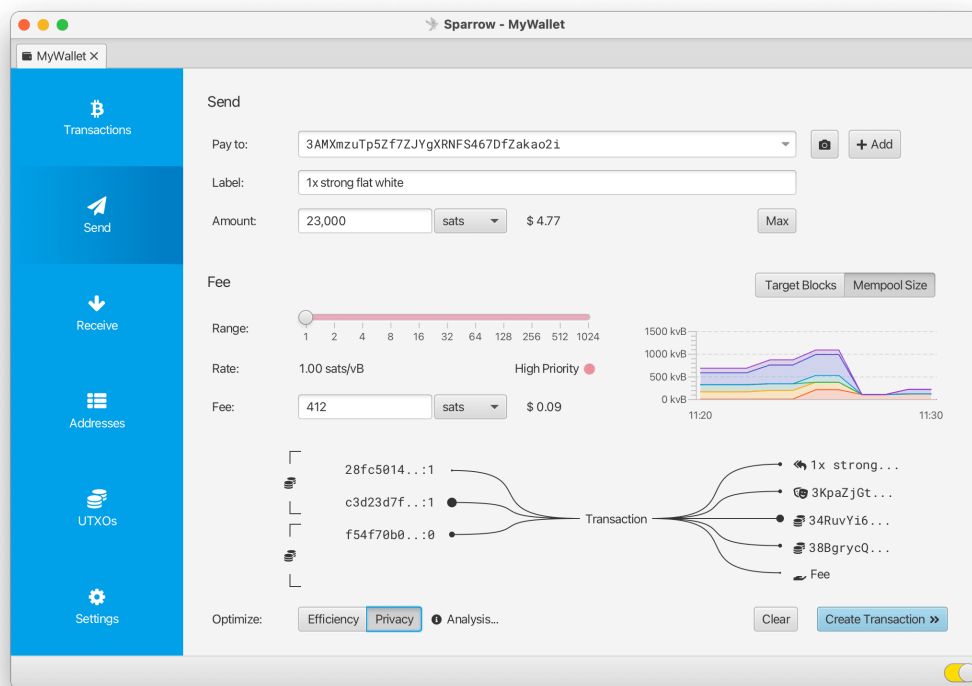 Sparrow - MyWallet
MyWallet
Transactions
Send
Receive
Addresses
UTXOs
Settings
Send
Pay to: 3AMXmzuTp5Zf7ZJYgXRNFS467DfZakao2i Add
Label: 1x strong flat white
Amount: 23,000 sats $ 4.77 Max
Fee Target Blocks Mempool Size
Range: 1 2 4 8 16 32 64 128 256 512 1024
Rate: 1.00 sats/vB High Priority
Fee: 412 sats $ 0.09
1500 kvB
1000 kvB
500 kvB
0 kvB
11:20 11:30
28fc5014..:1
c3d23d7f..:1
f54f70b0..:0
Transaction
1x strong...
3KpaZjGt...
34RuvYi6...
38BgrycQ...
Fee
Optimize: Efficiency Privacy Analysis... Clear Create Transaction